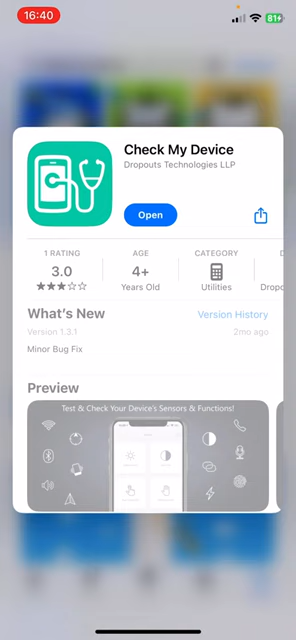 16:40
81
Check My Device
Dropouts Technologies LLP
Open
1 RATING
AGE
CATEGORY
3.0
4+
Years Old
Utilities
Dropo
What's New
Version History
Version 1.3.1
2mo ago
Minor Bug Fix
Preview
Test & Check Your Device's Sensors & Functions!